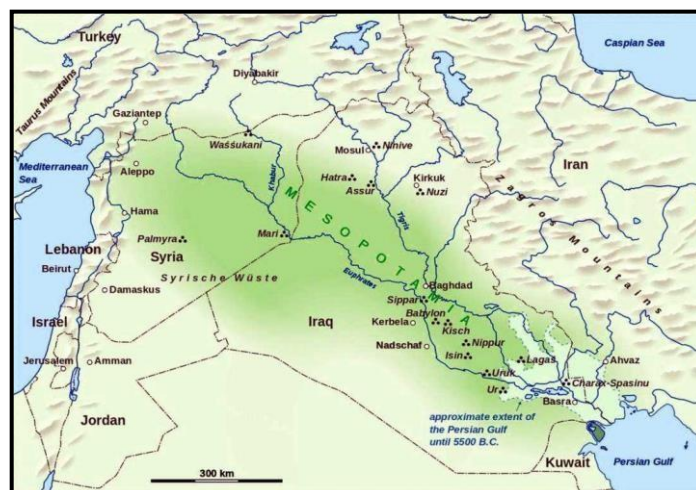 Turkey
Caspian Sea
Taurus Mountains
Diyabakir
Gaziantep
Waśśukani
Ninive
Mosul
Mediterranean
Sea
Aleppo
Khabur
Hatra
Assur
Kirkuk
Nuzi
Iran
Zagros Mountains
MESOPOTAMIA
Tigris
Hama
Mari
Palmyra
Lebanon
Syria
Syrische Wüste
Beirut
Euphrates
Baghdad
Damaskus
Sippar
Babylon
Israel
Iraq
Kerbela
Kisch
Nadschaf
Nippur
Jerusalem
Amman
Isin
Lagas
Ahvaz
Uruk
Charax-Spasinu
Ur
Basra
Jordan
approximate extent of
the Persian Gulf
until 5500 B.C.
300 km
Kuwait
Persian Gulf